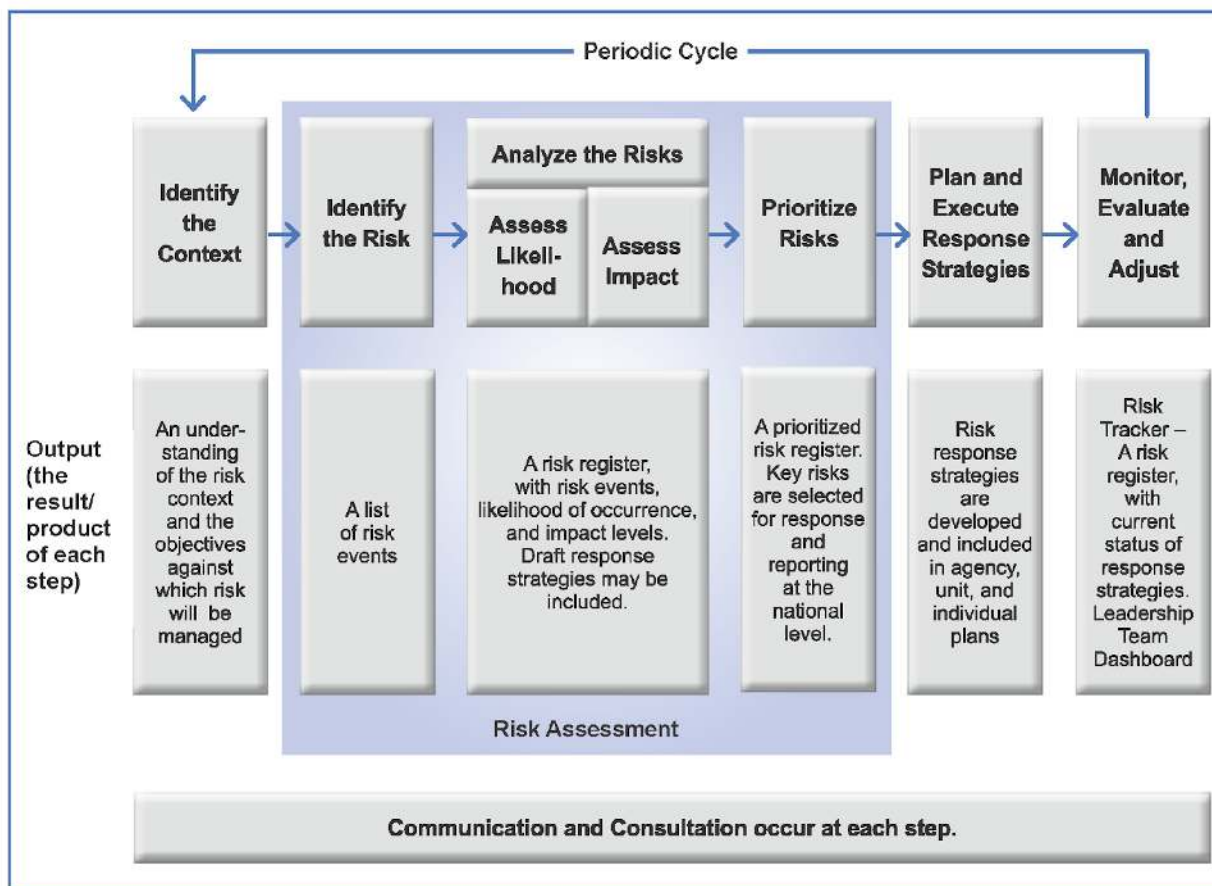 Periodic Cycle
Identify
the
Context
Identify
the Risk
Analyze the Risks
Assess
Likeli-
hood
Assess
Impact
Prioritize
Risks
Plan and
Execute
Response
Strategies
Monitor,
Evaluate
and
Adjust
Output
(the
result/
product
of each
step)
An under-
standing
of the risk
context
and the
objectives
against
which risk
will be
managed
A list
of risk
events
A risk register,
with risk events,
likelihood of occurrence,
and impact levels.
Draft response
strategies may be
included.
A prioritized
risk register.
Key risks
are selected
for response
and
reporting
at the
national
level.
Risk
response
strategies
are
developed
and included
in agency,
unit, and
individual
plans
Risk
Tracker –
A risk
register,
with
current
status of
response
strategies.
Leadership
Team
Dashboard
Risk Assessment
Communication and Consultation occur at each step.